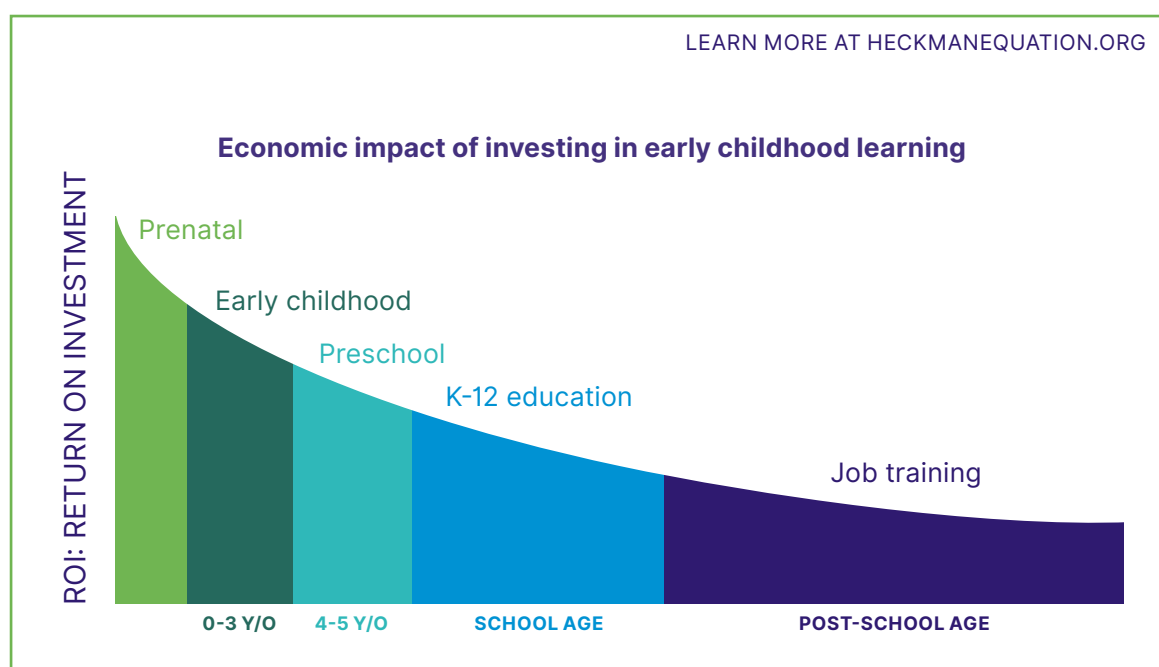 LEARN MORE AT HECKMANEQUATION.ORG
Economic impact of investing in early childhood learning
ROI: RETURN ON INVESTMENT
Prenatal
Early childhood
Preschool
K-12 education
Job training
0-3 Y/O
4-5 Y/O
SCHOOL AGE
POST-SCHOOL AGE